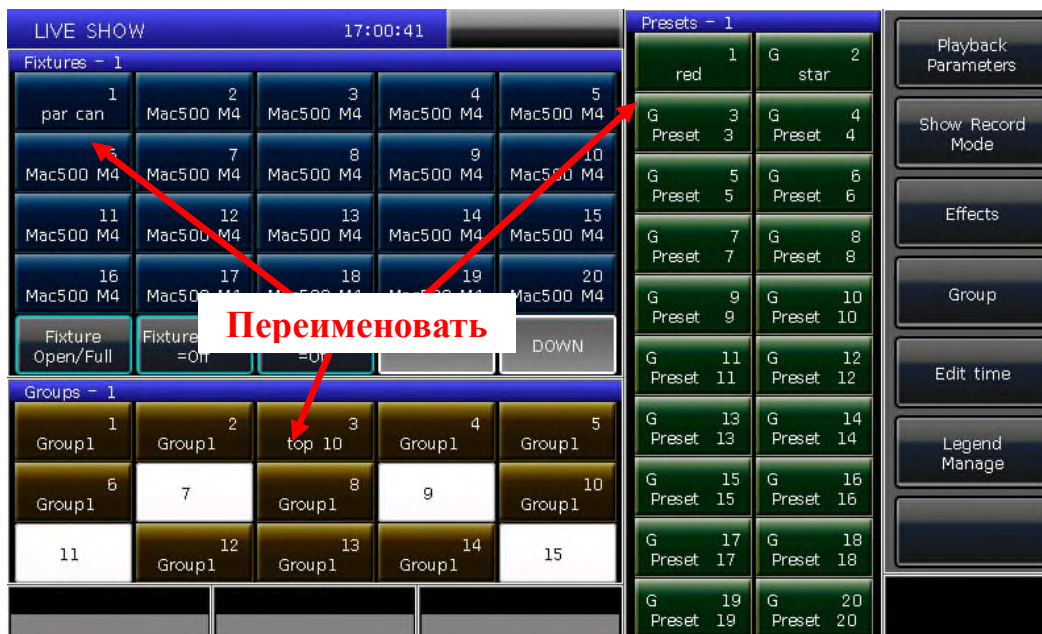 LIVE SHOW 17:00:41
Fixtures - 1
1 par can
2 Mac500 M4
3 Mac500 M4
4 Mac500 M4
5 Mac500 M4
6 Mac500 M4
7 Mac500 M4
8 Mac500 M4
9 Mac500 M4
10 Mac500 M4
11 Mac500 M4
12 Mac500 M4
13 Mac500 M4
14 Mac500 M4
15 Mac500 M4
16 Mac500 M4
17
18
19
20 Mac500 M4
Переименовать
Fixture Open/Full
Fixture =Off
DOWN
Groups - 1
1 Group1
2 Group1
3 top 10
4 Group1
5 Group1
6 Group1
7
8 Group1
9
10 Group1
11
12 Group1
13 Group1
14 Group1
15
Presets - 1
1 red
G 2 star
G 3 Preset 3
G 4 Preset 4
G 5 Preset 5
G 6 Preset 6
G 7 Preset 7
G 8 Preset 8
G 9 Preset 9
G 10 Preset 10
G 11 Preset 11
G 12 Preset 12
G 13 Preset 13
G 14 Preset 14
G 15 Preset 15
G 16 Preset 16
G 17 Preset 17
G 18 Preset 18
G 19 Preset 19
G 20 Preset 20
Playback
Parameters
Show Record
Mode
Effects
Group
Edit time
Legend
Manage